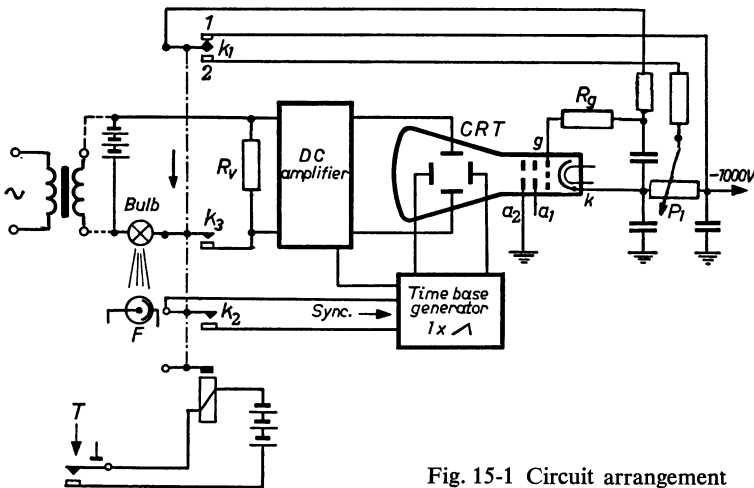 1
k1
2
Rg
CRT
g
DC
amplifier
Rv
-1000V
k
a2
a1
P1
Bulb
k3
~
Time base
generator
1x
Sync.
k2
F
T
Fig. 15-1 Circuit arrangement